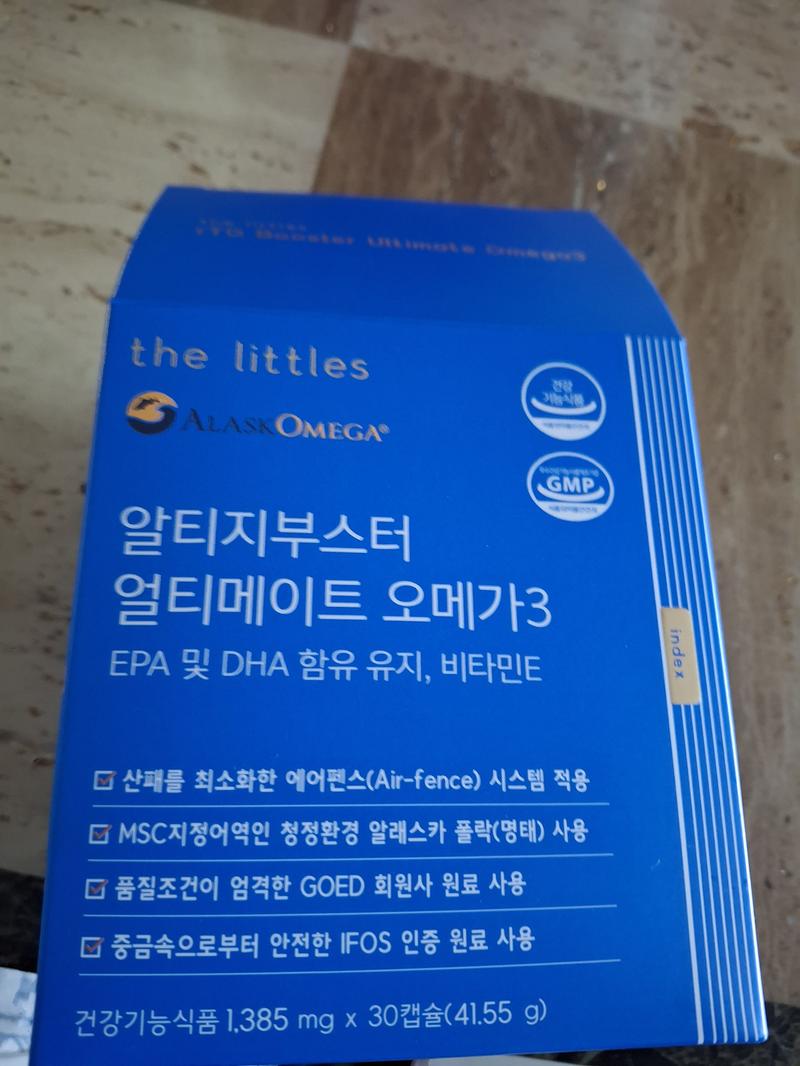 rTG Booster Ultimate Omega3
the littles
ALASKOMEGA®
건강
기능식품
GMP
알티지부스터
얼티메이트 오메가3
EPA 및 DHA 함유 유지, 비타민E
index
산패를 최소화한 에어펜스(Air-fence) 시스템 적용
MSC지정어역인 청정환경 알래스카 폴락(명태) 사용
품질조건이 엄격한 GOED 회원사 원료 사용
중금속으로부터 안전한 IFOS 인증 원료 사용
건강기능식품 1,385 mg x 30캡슐(41.55 g)